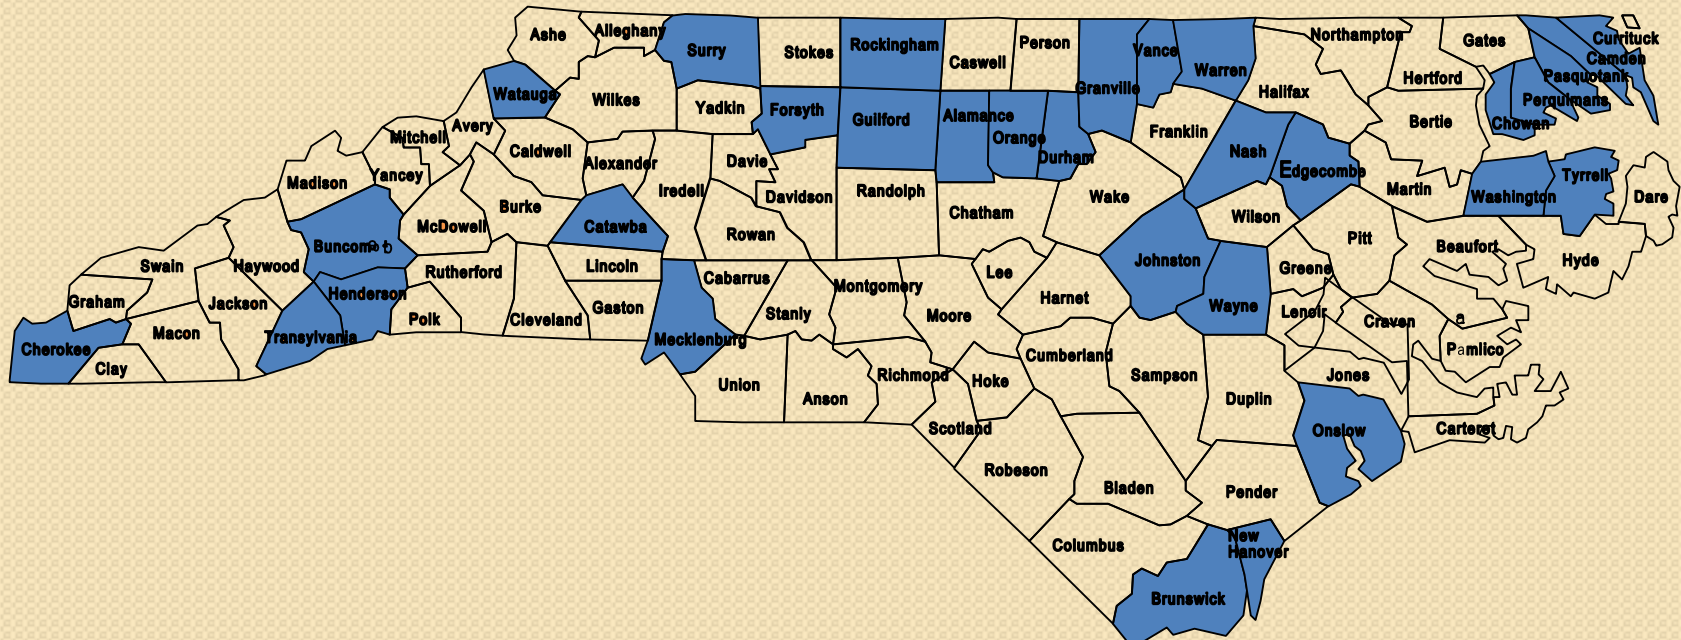 Ashe
Alleghany
Surry
Stokes
Rockingham
Caswell
Person
Granville
Vance
Warren
Northampton
Gates
Currituck
Camden
Pasquotank
Perquimans
Chowan
Hertford
Halifax
Bertie
Watauga
Wilkes
Yadkin
Forsyth
Guilford
Alamance
Orange
Durham
Franklin
Nash
Edgecombe
Martin
Washington
Tyrrell
Dare
Mitchell
Avery
Caldwell
Alexander
Davie
Iredell
Davidson
Randolph
Chatham
Wake
Wilson
Pitt
Beaufort
Hyde
Madison
Yancey
McDowell
Burke
Catawba
Rowan
Buncom
Swain
Haywood
Rutherford
Lincoln
Cabarrus
Montgomery
Lee
Johnston
Greene
Graham
Jackson
Henderson
Polk
Cleveland
Gaston
Stanly
Moore
Harnet
Wayne
Lenoir
Craven
a
Pamlico
Cherokee
Macon
Clay
Transylvania
Mecklenburg
Union
Anson
Richmond
Hoke
Cumberland
Sampson
Duplin
Jones
Scotland
Onslow
Carteret
Robeson
Bladen
Pender
Columbus
New
Hanover
Brunswick